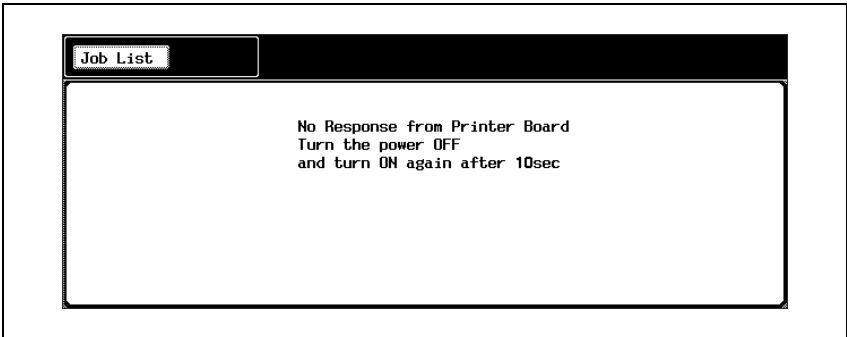 Job List
No Response from Printer Board
Turn the power OFF
and turn ON again after 10sec